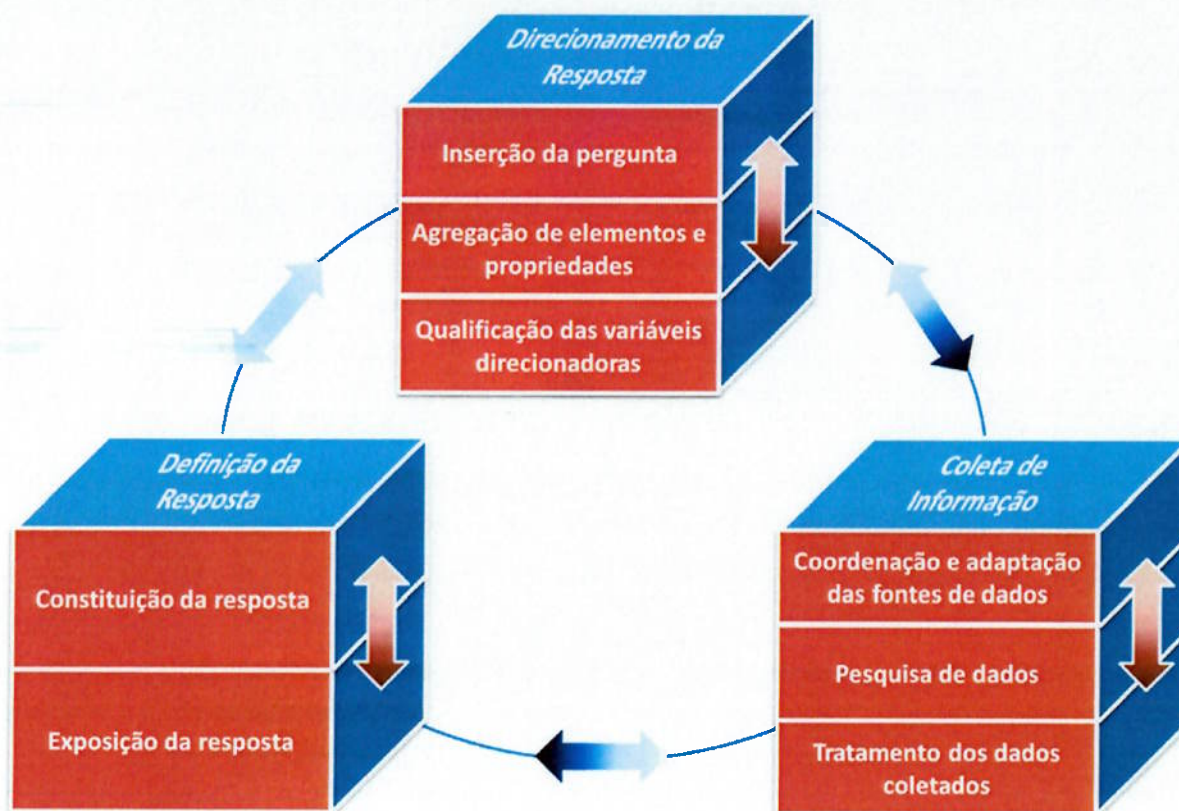 Direcionamento da
Resposta
Inserção da pergunta
Agregação de elementos e
propriedades
Qualificação das variáveis
direcionadoras
Definição da
Resposta
Constituição da resposta
Exposição da resposta
Coleta de
Informação
Coordenação e adaptação
das fontes de dados
Pesquisa de dados
Tratamento dos dados
coletados